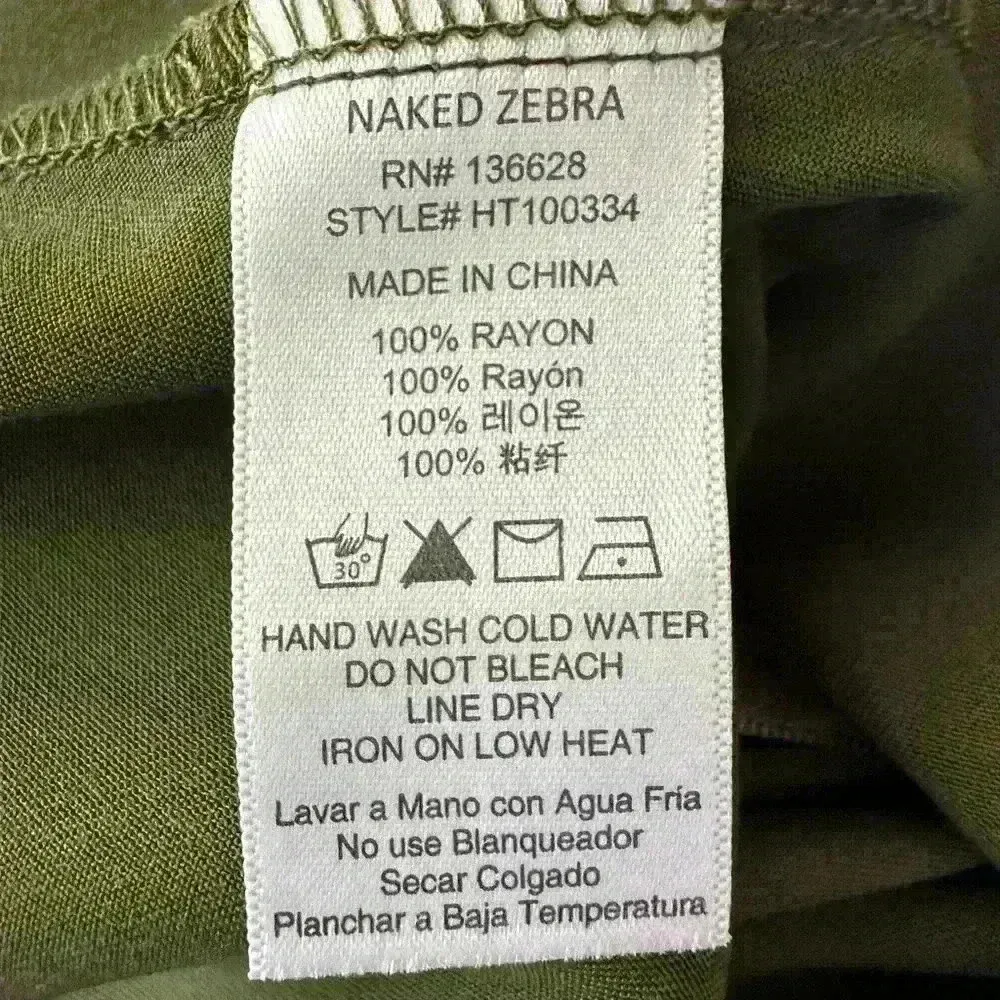 NAKED ZEBRA
RN# 136628
STYLE# HT100334
MADE IN CHINA
100% RAYON
100% Rayón
100% 레이온
100% 粘纤
30°
HAND WASH COLD WATER
DO NOT BLEACH
LINE DRY
IRON ON LOW HEAT
Lavar a Mano con Agua Fría
No use Blanqueador
Secar Colgado
Planchar a Baja Temperatura